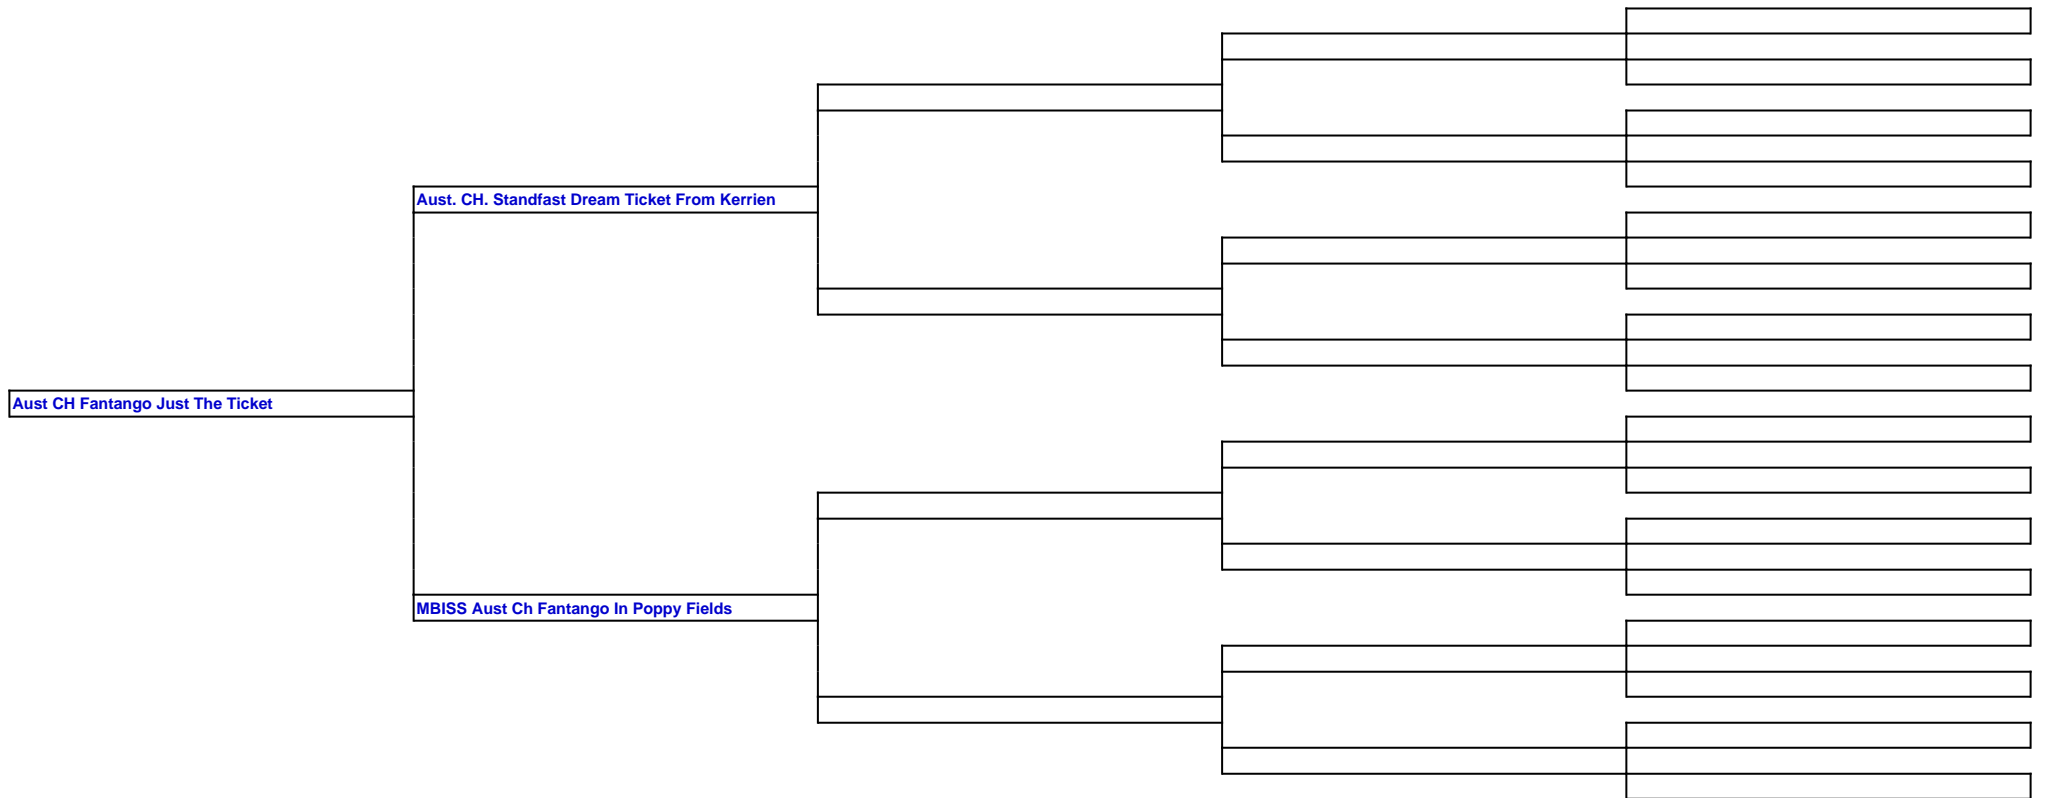 Aust. CH. Standfast Dream Ticket From Kerrien
Aust CH Fantango Just The Ticket
MBISS Aust Ch Fantango In Poppy Fields